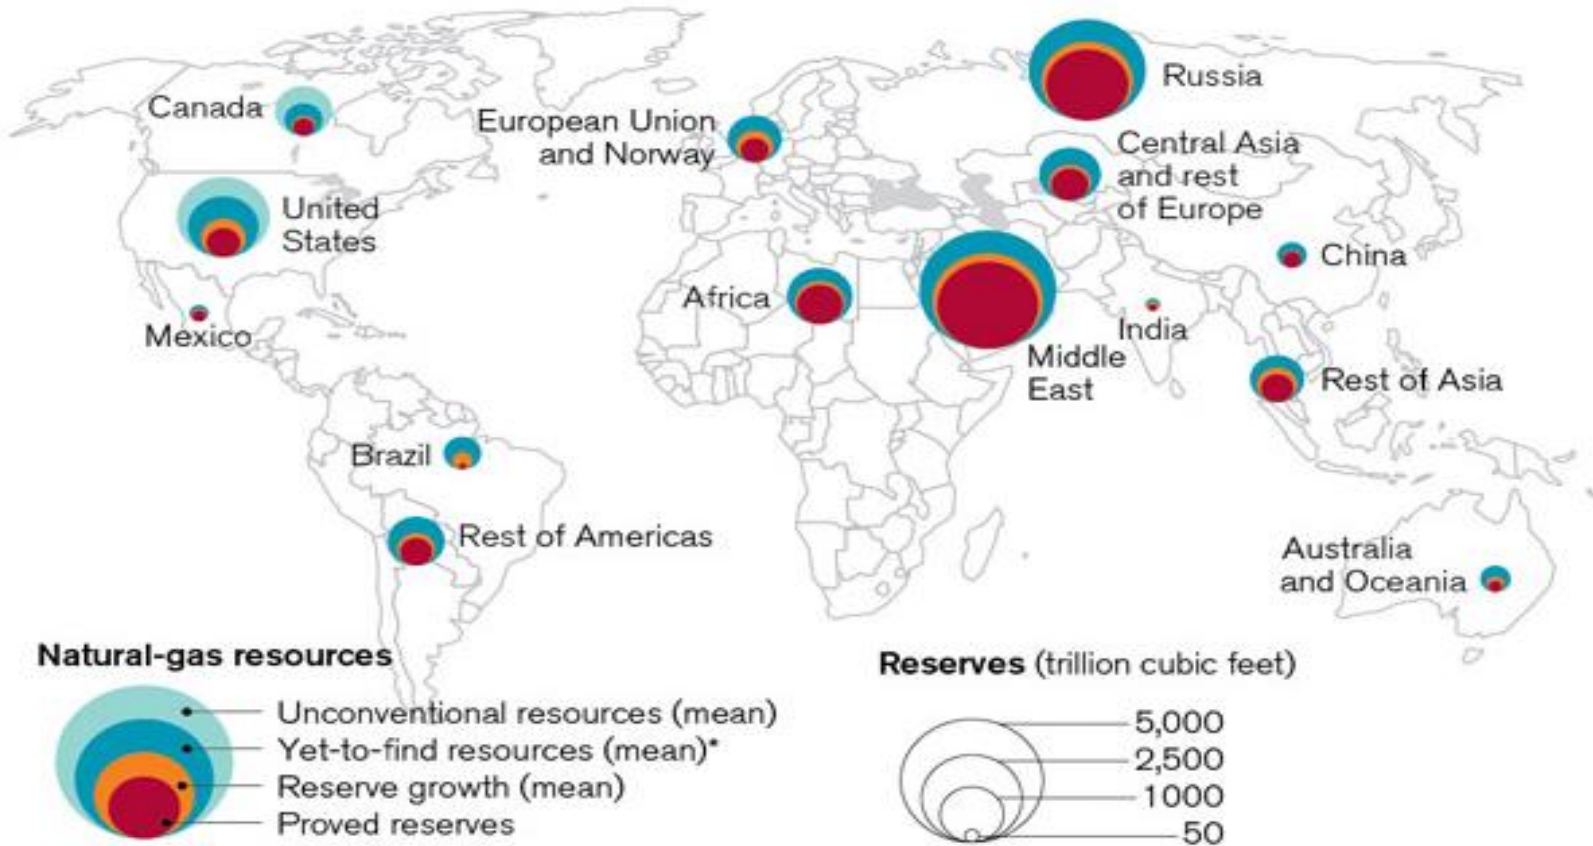 Russia
Canada
European Union
and Norway
Central Asia
and rest
of Europe
United
States
China
Africa
India
Mexico
Middle
East
Rest of Asia
Brazil
Rest of Americas
Australia
and Oceania
Natural-gas resources
Unconventional resources (mean)
Yet-to-find resources (mean)*
Reserve growth (mean)
Proved reserves
Reserves (trillion cubic feet)
5,000
2,500
1000
50